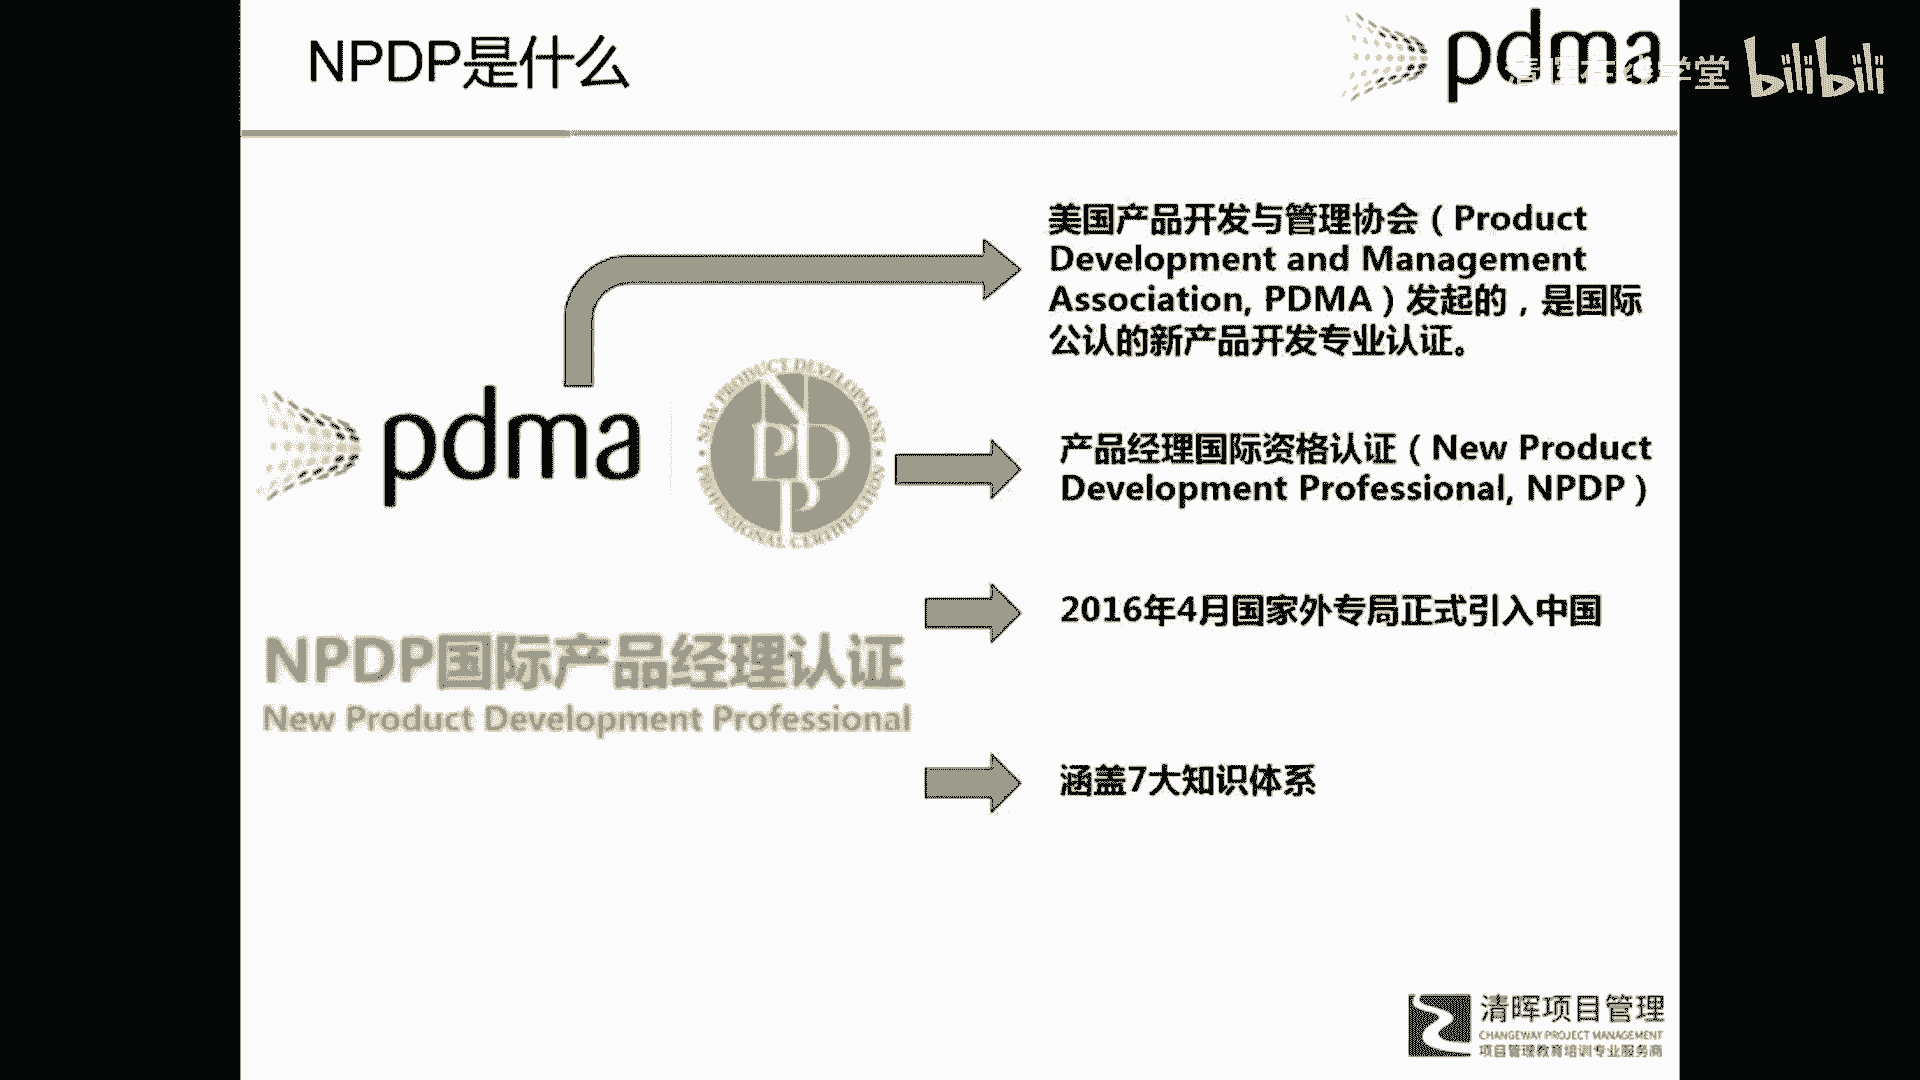 NPDP是什么
pdma
清晖在线学堂 bilibili
美国产品开发与管理协会（Product
Development and Management
Association, PDMA）发起的，是国际
公认的新产品开发专业认证。
pdma
NEW PRODUCT DEVELOPMENT
PROFESSIONAL CERTIFICATION
NPDP
产品经理国际资格认证（New Product
Development Professional, NPDP）
2016年4月国家外专局正式引入中国
NPDP国际产品经理认证
New Product Development Professional
涵盖7大知识体系
清晖项目管理
CHANGEWAY PROJECT MANAGEMENT
项目管理教育培训专业服务商